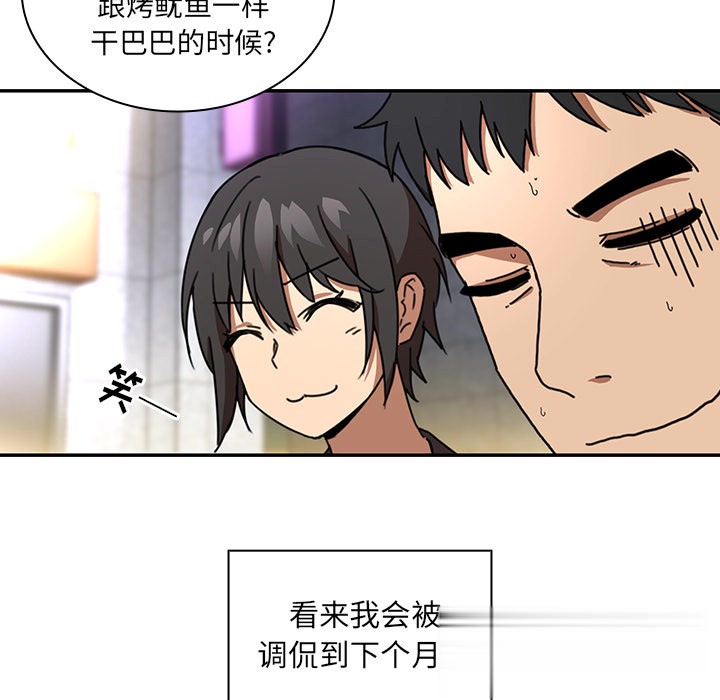 跟烤鱿鱼一样
干巴巴的时候?
笑
看来我会被
调侃到下个月